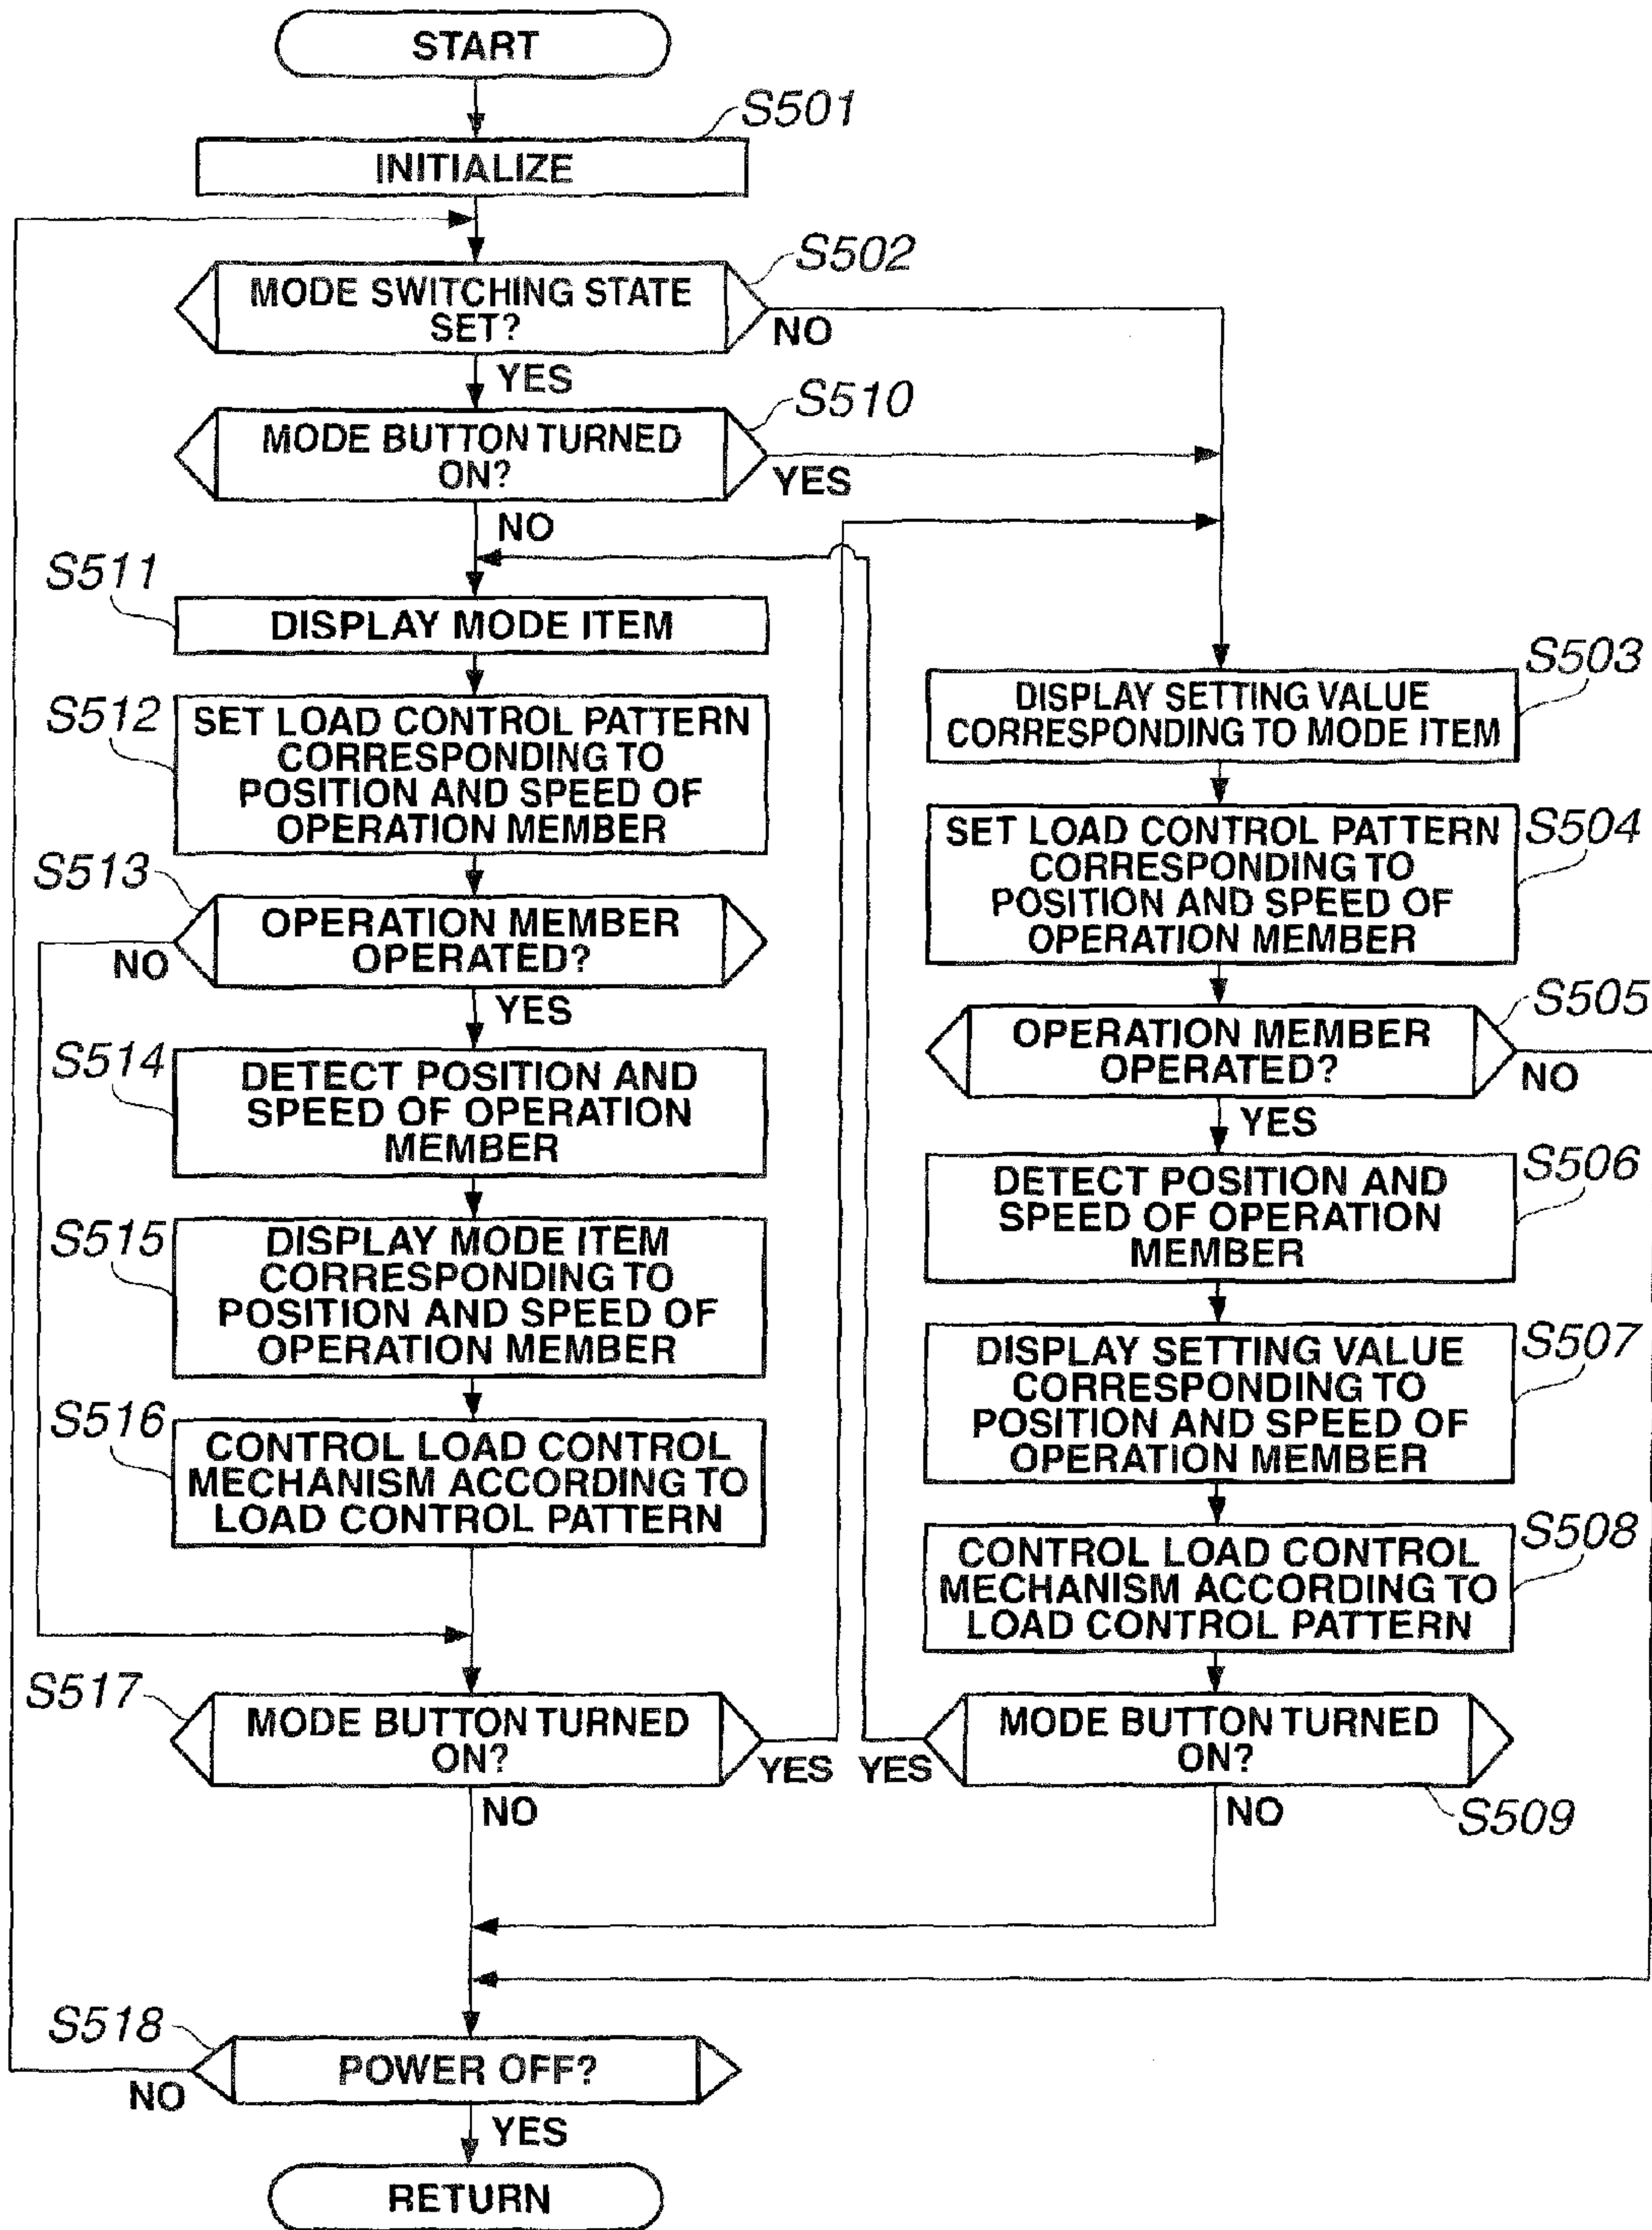 START
S501
INITIALIZE
S502
MODE SWITCHING STATE
SET?
NO
YES
S510
MODE BUTTON TURNED
ON?
YES
NO
S511
DISPLAY MODE ITEM
S512
SET LOAD CONTROL PATTERN
CORRESPONDING TO
POSITION AND SPEED OF
OPERATION MEMBER
S513
OPERATION MEMBER
OPERATED?
NO
YES
S514
DETECT POSITION AND
SPEED OF OPERATION
MEMBER
S515
DISPLAY MODE ITEM
CORRESPONDING TO
POSITION AND SPEED OF
OPERATION MEMBER
S516
CONTROL LOAD CONTROL
MECHANISM ACCORDING TO
LOAD CONTROL PATTERN
S517
MODE BUTTON TURNED
ON?
YES
NO
S503
DISPLAY SETTING VALUE
CORRESPONDING TO MODE ITEM
S504
SET LOAD CONTROL PATTERN
CORRESPONDING TO
POSITION AND SPEED OF
OPERATION MEMBER
S505
OPERATION MEMBER
OPERATED?
NO
YES
S506
DETECT POSITION AND
SPEED OF OPERATION
MEMBER
S507
DISPLAY SETTING VALUE
CORRESPONDING TO
POSITION AND SPEED OF
OPERATION MEMBER
S508
CONTROL LOAD CONTROL
MECHANISM ACCORDING TO
LOAD CONTROL PATTERN
YES
MODE BUTTON TURNED
ON?
NO
S509
S518
POWER OFF?
NO
YES
RETURN